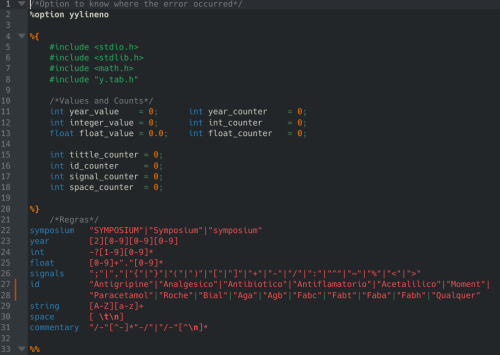 1 /*Option to know where the error occurred*/
2 %option yylineno
3
4 %{
5 #include <stdio.h>
6 #include <stdlib.h>
7 #include <math.h>
8 #include "y.tab.h"
9
10 /*Values and Counts*/
11 int year_value = 0; int year_counter = 0;
12 int integer_value = 0; int int_counter = 0;
13 float float_value = 0.0; int float_counter = 0;
14
15 int tittle_counter = 0;
16 int id_counter = 0;
17 int signal_counter = 0;
18 int space_counter = 0;
19
20 %}
21 /*Regras*/
22 symposium "SYMPOSIUM"|"Symposium"|"symposium"
23 year [2][0-9][0-9][0-9]
24 int -?[1-9][0-9]*
25 float [0-9]+"."[0-9]*
26 signals ";"|","|"{"|"}"|"("|")"|"["|"]"|"+"|"-"|"/"|":"|"^"|"~"|"%"|"<"|">"
27 id "Antigripine"|"Analgesico"|"Antibiotico"|"Antiflamatorio"|"Acetalilico"|"Moment"|
28 "Paracetamol"|"Roche"|"Bial"|"Aga"|"Agb"|"Fabc"|"Fabt"|"Faba"|"Fabh"|"Qualquer"
29 string [A-Z][a-z]+
30 space [ \t\n]
31 commentary "/-"[^-]*"-/"|"/-"[^\n]*
32
33 %%